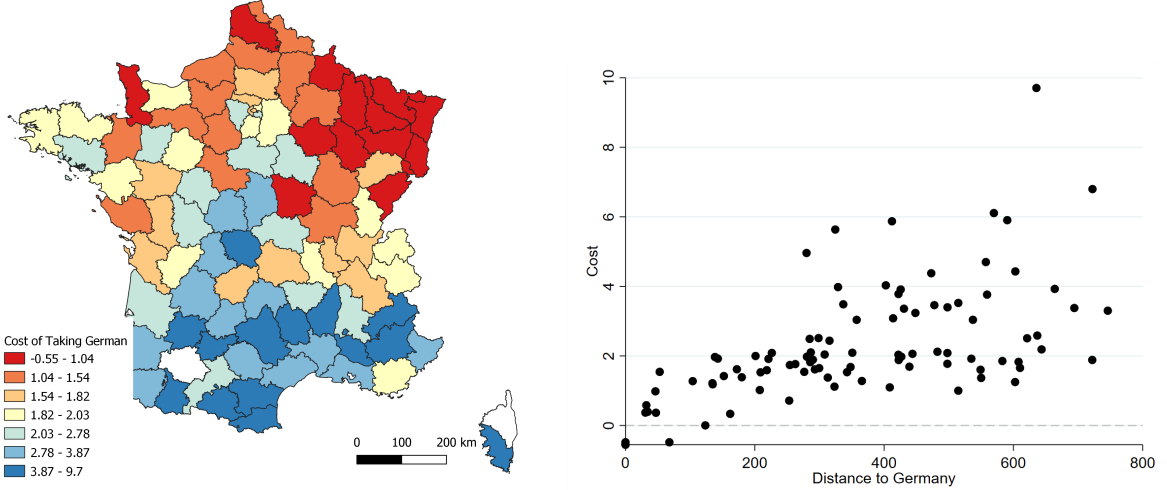 Cost of Taking German
-0.55 - 1.04
1.04 - 1.54
1.54 - 1.82
1.82 - 2.03
2.03 - 2.78
2.78 - 3.87
3.87 - 9.7
0 100 200 km
10
8
6
4
2
0
Cost
0 200 400 600 800
Distance to Germany